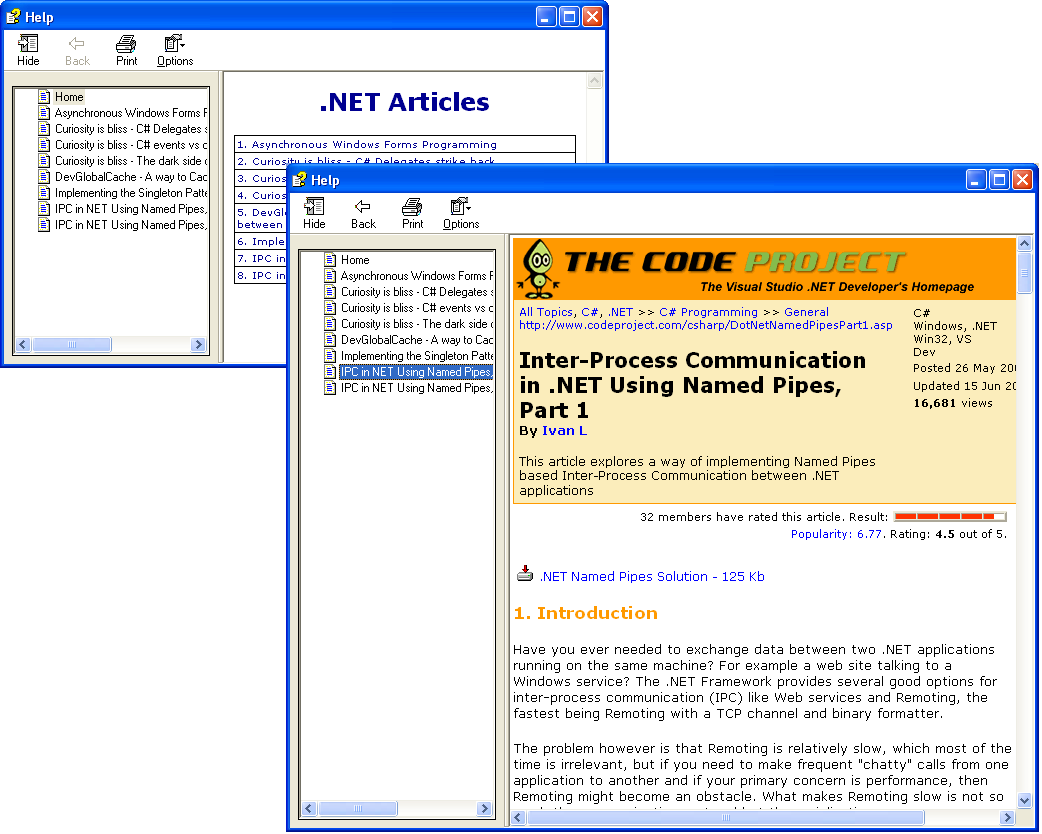 Help
Hide Back Print Options
Home
Asynchronous Windows Forms
Curiosity is bliss - C# Delegates
Curiosity is bliss - C# events vs
Curiosity is bliss - The dark side
DevGlobalCache - A way to
Implementing the Singleton
IPC in NET Using Named Pipes,
IPC in NET Using Named Pipes,
.NET Articles
1. Asynchronous Windows Forms Programming
2. Curiosity is bliss - C# Delegates strike back
3.
4.
5.
between
6.
7. IPC in
8. IPC in
Help
Hide Back Print Options
Home
Asynchronous Windows Forms
Curiosity is bliss - C# Delegates
Curiosity is bliss - C# events vs
Curiosity is bliss - The dark side
DevGlobalCache - A way to
Implementing the Singleton
IPC in NET Using Named Pipes,
IPC in NET Using Named Pipes,
THE CODE PROJECT
The Visual Studio .NET Developer's Homepage
All Topics, C#, .NET >> C# Programming >> General
http://www.codeproject.com/csharp/DotNetNamedPipesPart1.asp
Inter-Process Communication
in .NET Using Named Pipes,
Part 1
By Ivan L
This article explores a way of implementing Named Pipes
based Inter-Process Communication between .NET
applications
C#
Windows, .NET
Win32, VS
Dev
Posted 26 May
Updated 15 Jun
16,681 views
32 members have rated this article. Result:
Popularity: 6.77. Rating: 4.5 out of 5.
.NET Named Pipes Solution - 125 Kb
1. Introduction
Have you ever needed to exchange data between two .NET applications
running on the same machine? For example a web site talking to a
Windows service? The .NET Framework provides several good options for
inter-process communication (IPC) like Web services and Remoting, the
fastest being Remoting with a TCP channel and binary formatter.
The problem however is that Remoting is relatively slow, which most of the
time is irrelevant, but if you need to make frequent "chatty" calls from one
application to another and if your primary concern is performance, then
Remoting might become an obstacle. What makes Remoting slow is not so